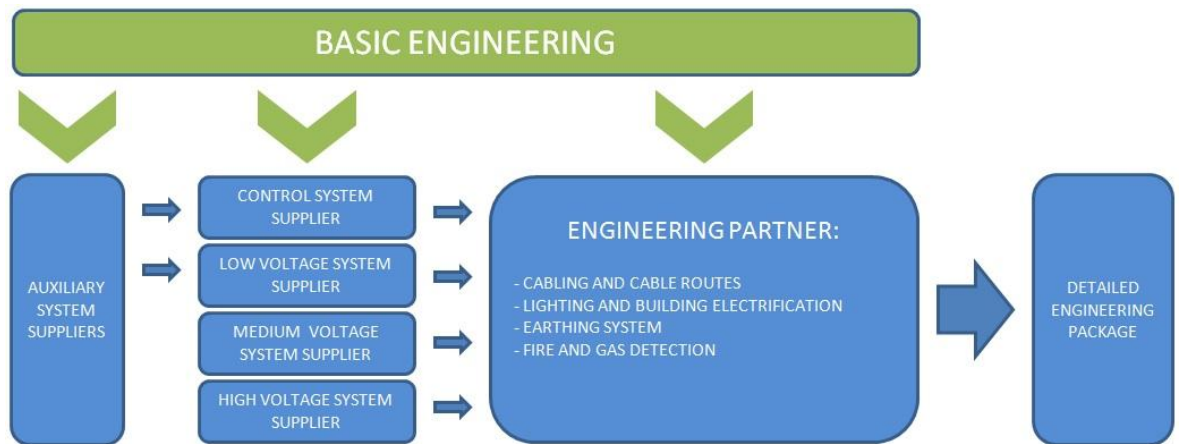 BASIC ENGINEERING
AUXILIARY
SYSTEM
SUPPLIERS
CONTROL SYSTEM
SUPPLIER
LOW VOLTAGE SYSTEM
SUPPLIER
MEDIUM VOLTAGE
SYSTEM SUPPLIER
HIGH VOLTAGE SYSTEM
SUPPLIER
ENGINEERING PARTNER:
- CABLING AND CABLE ROUTES
- LIGHTING AND BUILDING ELECTRIFICATION
- EARTHING SYSTEM
- FIRE AND GAS DETECTION
DETAILED
ENGINEERING
PACKAGE